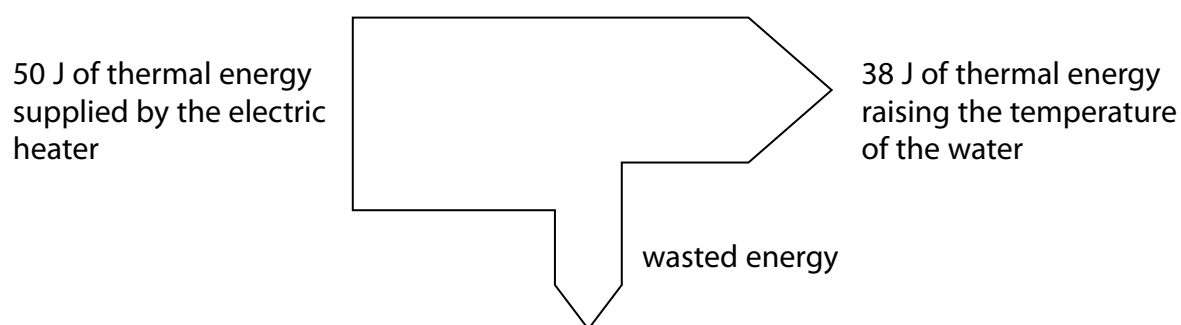 50 J of thermal energy
supplied by the electric
heater
38 J of thermal energy
raising the temperature
of the water
wasted energy